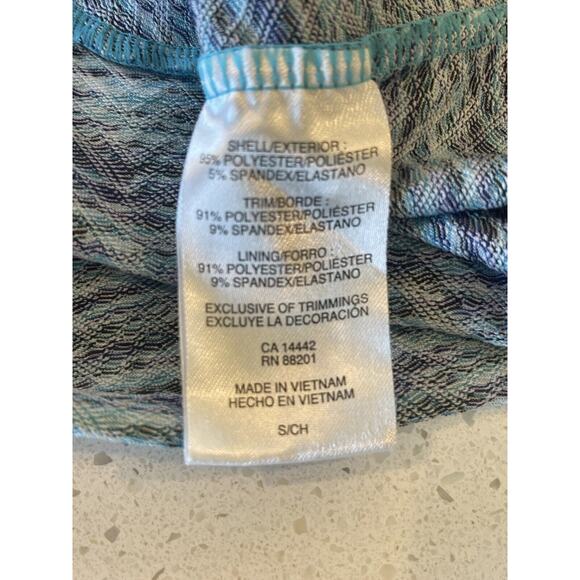 SHELL/EXTERIOR :
95% POLYESTER/POLIÉSTER
5% SPANDEX/ELASTANO
TRIM/BORDE :
91% POLYESTER/POLIÉSTER
9% SPANDEX/ELASTANO
LINING/FORRO :
91% POLYESTER/POLIÉSTER
9% SPANDEX/ELASTANO
EXCLUSIVE OF TRIMMINGS
EXCLUYE LA DECORACIÓN
CA 14442
RN 88201
MADE IN VIETNAM
HECHO EN VIETNAM
S/CH